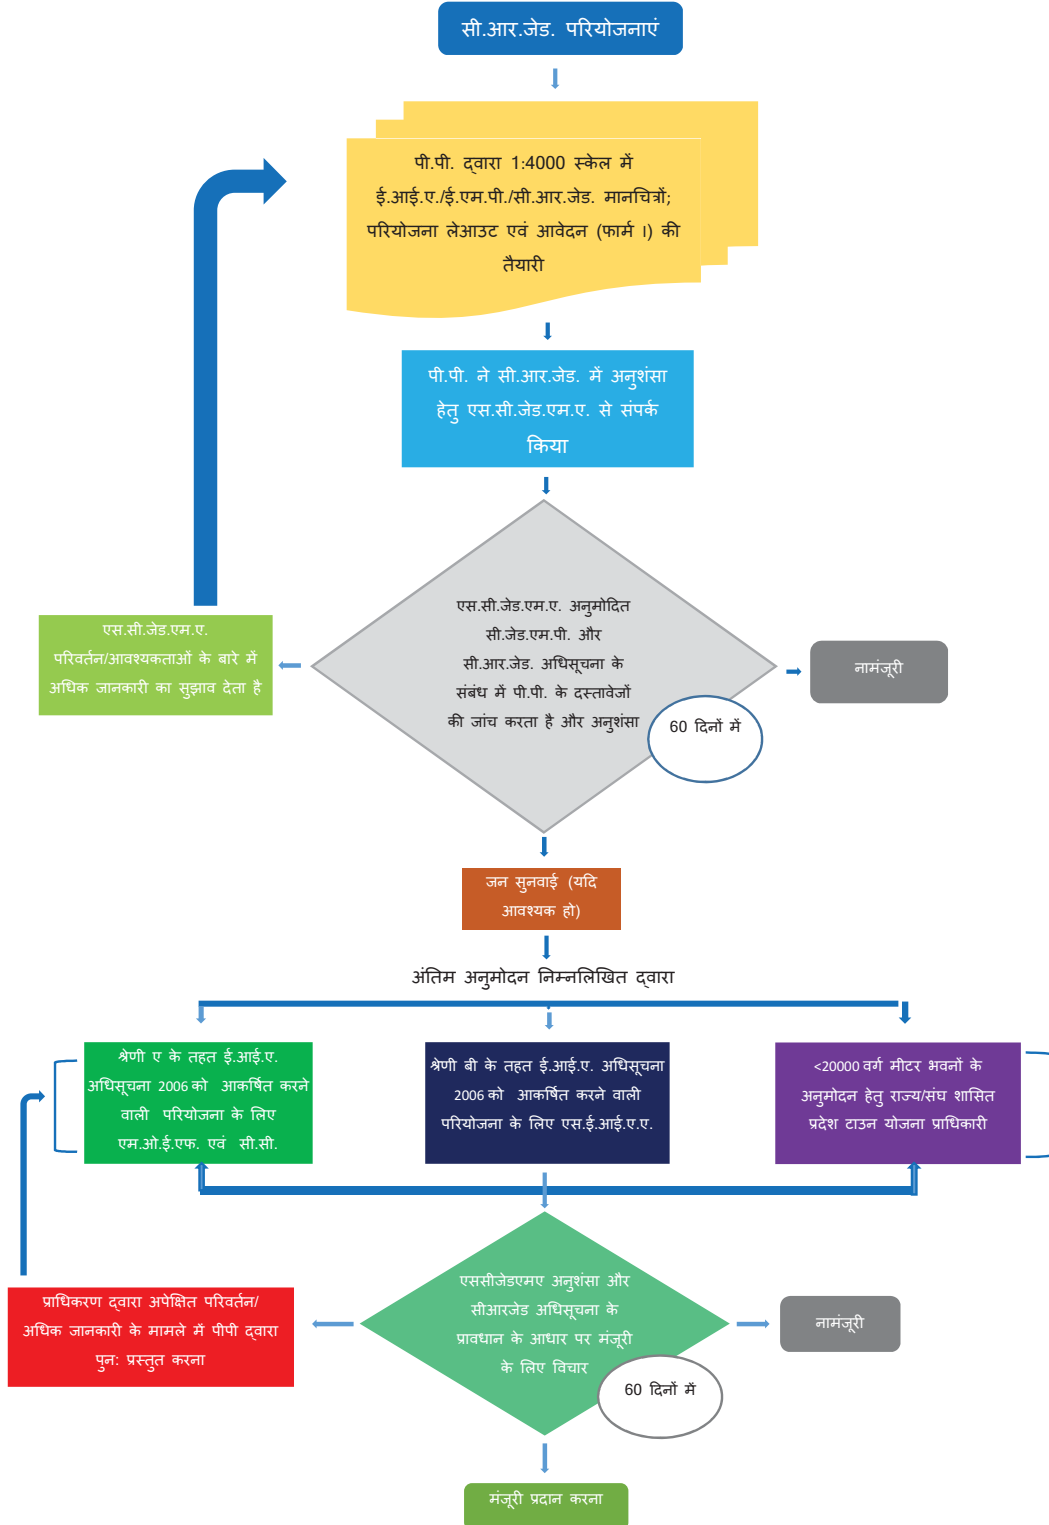 सी.आर.जेड. परियोजनाएं
पी.पी. द्वारा 1:4000 स्केल में
ई.आई.ए./ई.एम.पी./सी.आर.जेड. मानचित्रों;
परियोजना लेआउट एवं आवेदन (फार्म ।) की
तैयारी
पी.पी. ने सी.आर.जेड. में अनुशंसा
हेतु एस.सी.जेड.एम.ए. से संपर्क
किया
एस.सी.जेड.एम.ए. अनुमोदित
सी.जेड.एम.पी. और
सी.आर.जेड. अधिसूचना के
संबंध में पी.पी. के दस्तावेजों
की जांच करता है और अनुशंसा
60 दिनों में
एस.सी.जेड.एम.ए.
परिवर्तन/आवश्यकताओं के बारे में
अधिक जानकारी का सुझाव देता है
नामंजूरी
जन सुनवाई (यदि
आवश्यक हो)
अंतिम अनुमोदन निम्नलिखित द्वारा
श्रेणी ए के तहत ई.आई.ए.
अधिसूचना 2006 को आकर्षित करने
वाली परियोजना के लिए
एम.ओ.ई.एफ. एवं सी.सी.
श्रेणी बी के तहत ई.आई.ए. अधिसूचना
2006 को आकर्षित करने वाली
परियोजना के लिए एस.ई.आई.ए.ए.
<20000 वर्ग मीटर भवनों के
अनुमोदन हेतु राज्य/संघ शासित
प्रदेश टाउन योजना प्राधिकारी
एससीजेडएमए अनुशंसा और
सीआरजेड अधिसूचना के
प्रावधान के आधार पर मंजूरी
के लिए विचार
60 दिनों में
प्राधिकरण द्वारा अपेक्षित परिवर्तन/
अधिक जानकारी के मामले में पीपी द्वारा
पुन: प्रस्तुत करना
नामंजूरी
मंजूरी प्रदान करना